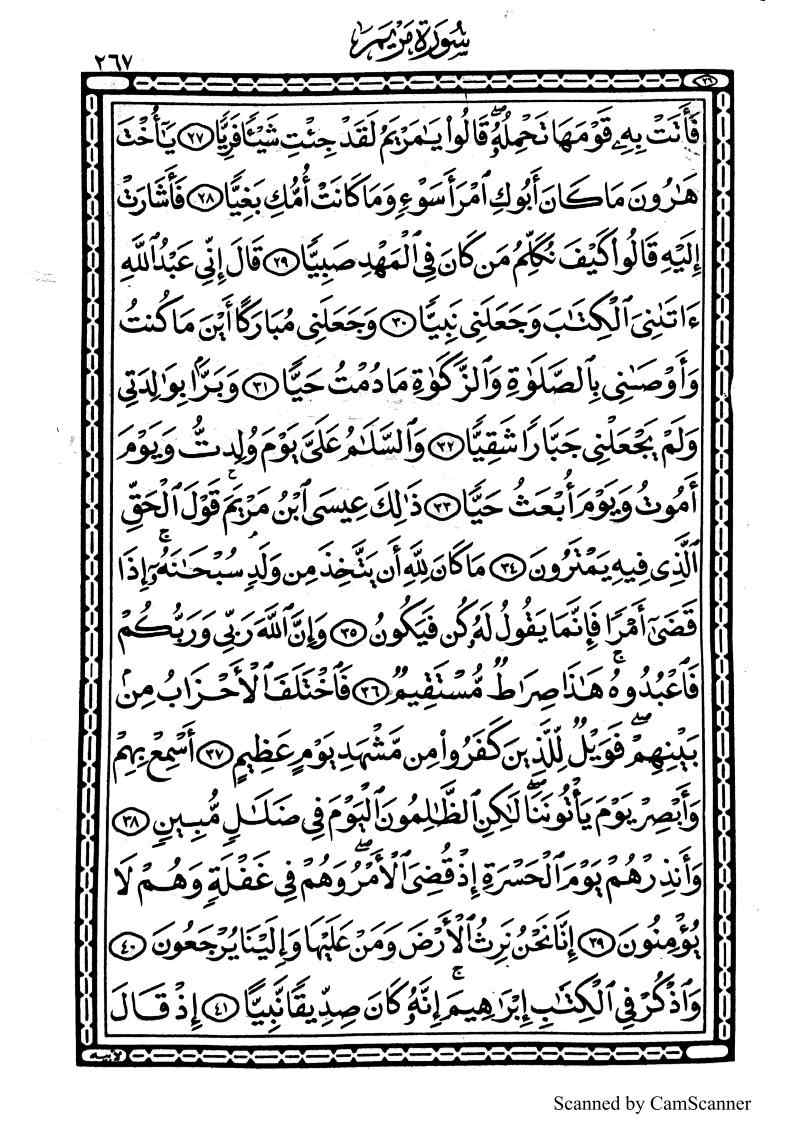 سُورَةُ مَرْيَمَ
٢٦٧
فَأَتَتْ بِهِۦ قَوْمَهَا تَحْمِلُهُۥۖ قَالُوا۟ يَـٰمَرْيَمُ لَقَدْ جِئْتِ شَيْـًٔا فَرِيًّا ٢٧ يَـٰٓأُخْتَ
هَـٰرُونَ مَا كَانَ أَبُوكِ ٱمْرَأَ سَوْءٍ وَمَا كَانَتْ أُمُّكِ بَغِيًّا ٢٨ فَأَشَارَتْ
إِلَيْهِ قَالُوا۟ كَيْفَ نُكَلِّمُ مَن كَانَ فِى ٱلْمَهْدِ صَبِيًّا ٢٩ قَالَ إِنِّى عَبْدُ ٱللَّهِ
ءَاتَىٰنِىَ ٱلْكِتَـٰبَ وَجَعَلَنِى نَبِيًّا ٣٠ وَجَعَلَنِى مُبَارَكًا أَيْنَ مَا كُنتُ
وَأَوْصَـٰنِى بِٱلصَّلَوٰةِ وَٱلزَّكَوٰةِ مَا دُمْتُ حَيًّا ٣١ وَبَرًّۢا بِوَٰلِدَتِى
وَلَمْ يَجْعَلْنِى جَبَّارًا شَقِيًّا ٣٢ وَٱلسَّلَـٰمُ عَلَىَّ يَوْمَ وُلِدتُّ وَيَوْمَ
أَمُوتُ وَيَوْمَ أُبْعَثُ حَيًّا ٣٣ ذَٰلِكَ عِيسَى ٱبْنُ مَرْيَمَۚ قَوْلَ ٱلْحَقِّ
ٱلَّذِى فِيهِ يَمْتَرُونَ ٣٤ مَا كَانَ لِلَّهِ أَن يَتَّخِذَ مِن وَلَدٍ سُبْحَـٰنَهُۥٓۚ إِذَا
قَضَىٰٓ أَمْرًا فَإِنَّمَا يَقُولُ لَهُۥ كُن فَيَكُونُ ٣٥ وَإِنَّ ٱللَّهَ رَبِّى وَرَبُّكُمْ
فَٱعْبُدُوهُۚ هَـٰذَا صِرَٰطٌ مُّسْتَقِيمٌ ٣٦ فَٱخْتَلَفَ ٱلْأَحْزَابُ مِنۢ
بَيْنِهِمْۖ فَوَيْلٌ لِّلَّذِينَ كَفَرُوا۟ مِن مَّشْهَدِ يَوْمٍ عَظِيمٍ ٣٧ أَسْمِعْ بِهِمْ
وَأَبْصِرْ يَوْمَ يَأْتُونَنَاۖ لَـٰكِنِ ٱلظَّـٰلِمُونَ ٱلْيَوْمَ فِى ضَلَـٰلٍ مُّبِينٍ ٣٨
وَأَنذِرْهُمْ يَوْمَ ٱلْحَسْرَةِ إِذْ قُضِىَ ٱلْأَمْرُۖ وَهُمْ فِى غَفْلَةٍ وَهُمْ لَا
يُؤْمِنُونَ ٣٩ إِنَّا نَحْنُ نَرِثُ ٱلْأَرْضَ وَمَنْ عَلَيْهَا وَإِلَيْنَا يُرْجَعُونَ ٤٠
وَٱذْكُرْ فِى ٱلْكِتَـٰبِ إِبْرَٰهِيمَۚ إِنَّهُۥ كَانَ صِدِّيقًا نَّبِيًّا ٤١ إِذْ قَالَ
لأبيه
Scanned by CamScanner